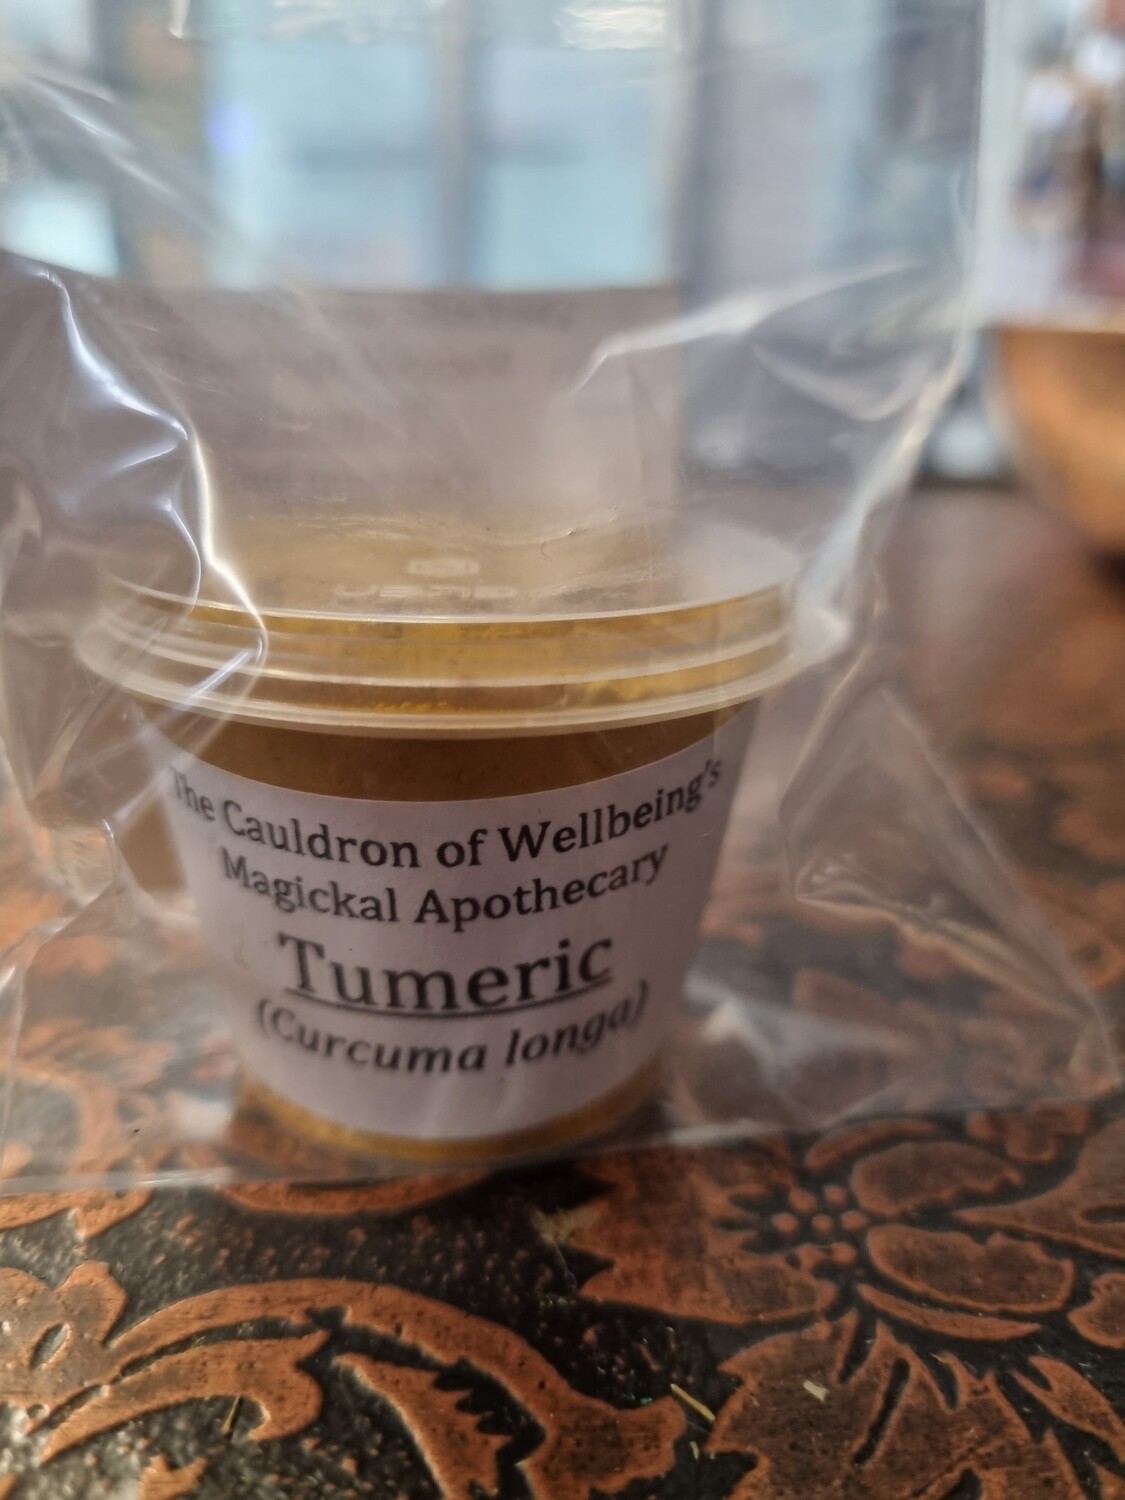 The Cauldron of Wellbeing's
Magickal Apothecary
Tumeric
(Curcuma longa)